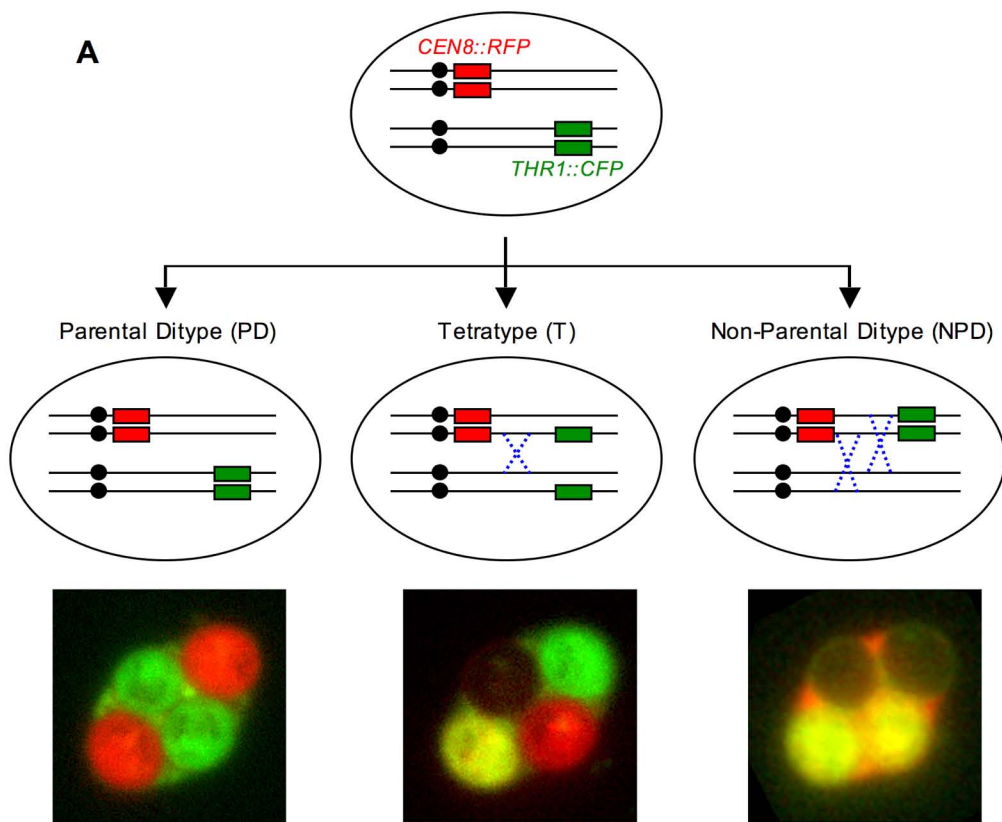 A
CEN8::RFP
THR1::CFP
Parental Ditype (PD)
Tetratype (T)
Non-Parental Ditype (NPD)